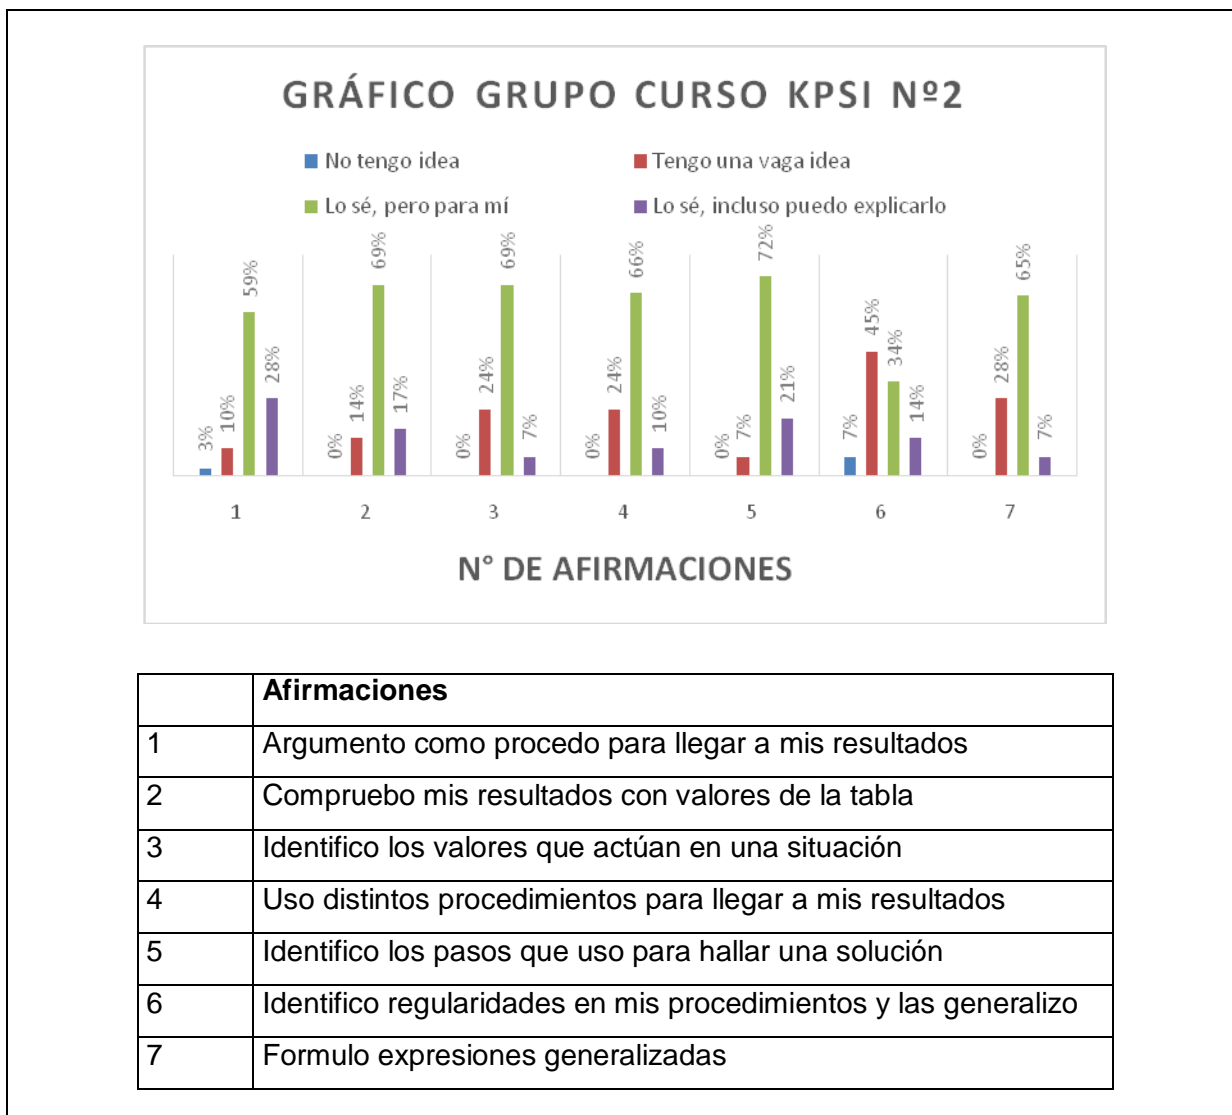 GRÁFICO GRUPO CURSO KPSI Nº2
No tengo idea
Tengo una vaga idea
Lo sé, pero para mí
Lo sé, incluso puedo explicarlo
3% 10% 59% 28%
0% 14% 69% 17%
0% 24% 69% 7%
0% 24% 66% 10%
0% 7% 72% 21%
7% 45% 34% 14%
0% 28% 65% 7%
1 2 3 4 5 6 7
N° DE AFIRMACIONES
Afirmaciones
1 Argumento como procedo para llegar a mis resultados
2 Compruebo mis resultados con valores de la tabla
3 Identifico los valores que actúan en una situación
4 Uso distintos procedimientos para llegar a mis resultados
5 Identifico los pasos que uso para hallar una solución
6 Identifico regularidades en mis procedimientos y las generalizo
7 Formulo expresiones generalizadas